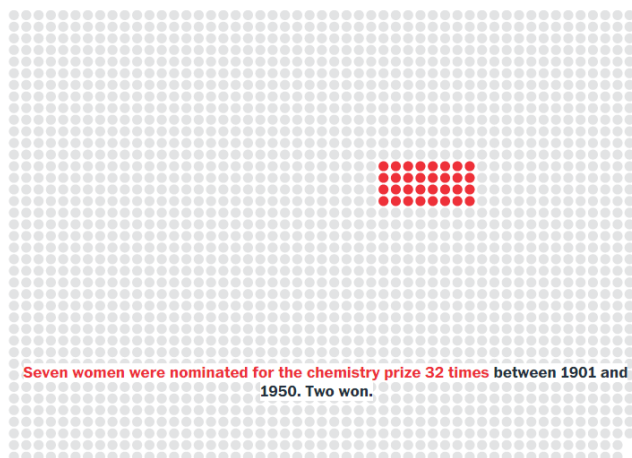 Seven women were nominated for the chemistry prize 32 times between 1901 and
1950. Two won.